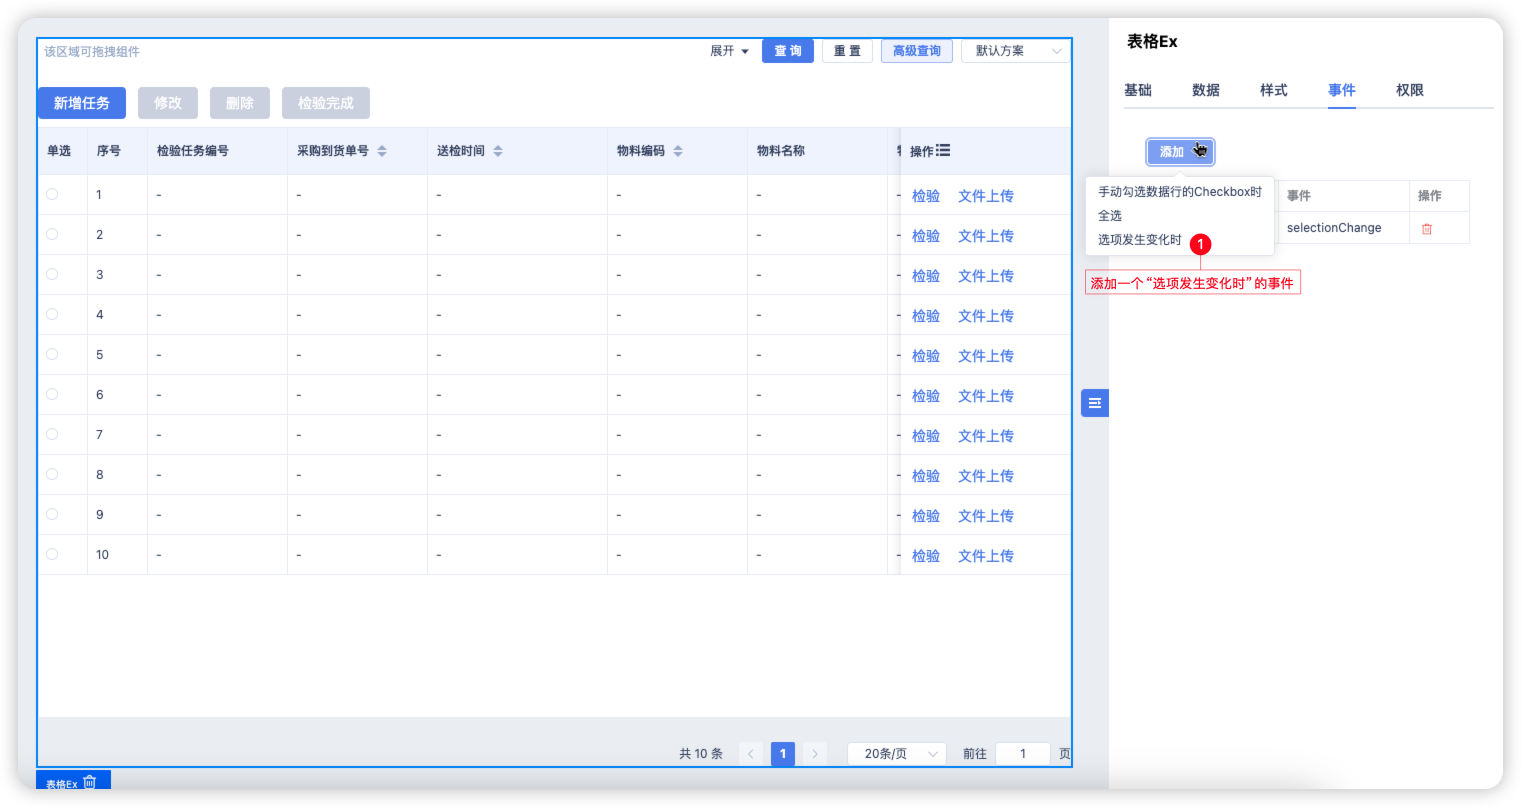 该区域可拖拽组件 展开 查 询 重 置 高级查询 默认方案
新增任务 修改 删除 检验完成
单选 序号 检验任务编号 采购到货单号 送检时间 物料编码 物料名称 操作
1 - - - - - - 检验 文件上传
2 - - - - - - 检验 文件上传
3 - - - - - - 检验 文件上传
4 - - - - - - 检验 文件上传
5 - - - - - - 检验 文件上传
6 - - - - - - 检验 文件上传
7 - - - - - - 检验 文件上传
8 - - - - - - 检验 文件上传
9 - - - - - - 检验 文件上传
10 - - - - - - 检验 文件上传
共 10 条 1 20条/页 前往 1 页
表格Ex
表格Ex
基础 数据 样式 事件 权限
添加
手动勾选数据行的Checkbox时
全选
选项发生变化时
事件 操作
selectionChange
1
添加一个“选项发生变化时”的事件